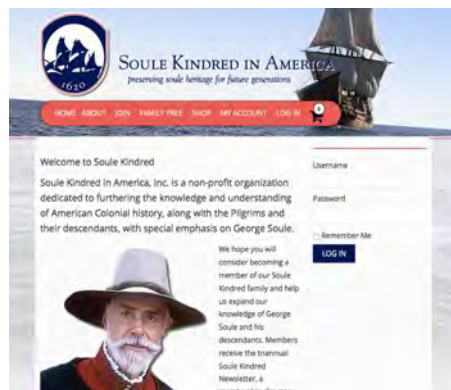 1620
SOULE KINDRED IN AMERICA
preserving soule heritage for future generations
HOME ABOUT JOIN FAMILY TREE SHOP MY ACCOUNT LOG IN 0
Welcome to Soule Kindred
Soule Kindred in America, Inc. is a non-profit organization
dedicated to furthering the knowledge and understanding
of American Colonial history, along with the Pilgrims and
their descendants, with special emphasis on George Soule.
We hope you will
consider becoming a
member of our Soule
Kindred family and help
us expand our
knowledge of George
Soule and his
descendants. Members
receive the triannual
Soule Kindred
Newsletter, a
Username
Password
Remember Me
LOG IN